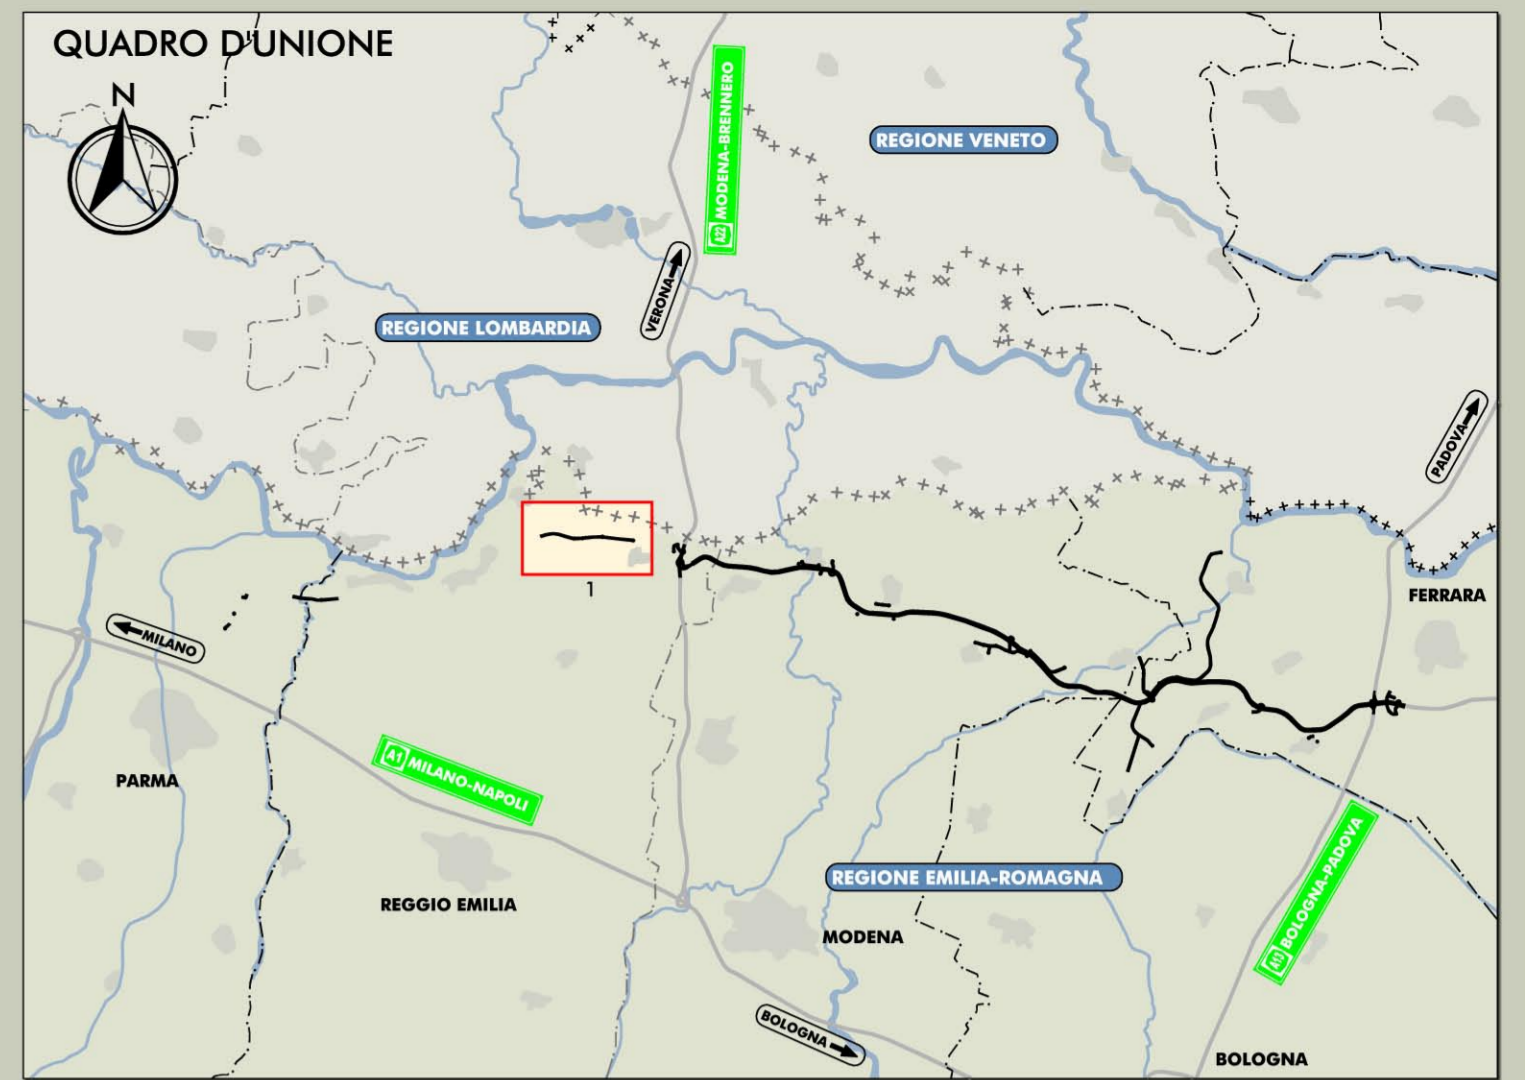 QUADRO D'UNIONE
N
A22 MODENA-BRENNERO
REGIONE VENETO
VERONA
REGIONE LOMBARDIA
PADOVA
1
FERRARA
MILANO
PARMA
A1 MILANO-NAPOLI
A13 BOLOGNA-PADOVA
REGIONE EMILIA-ROMAGNA
REGGIO EMILIA
MODENA
BOLOGNA
BOLOGNA